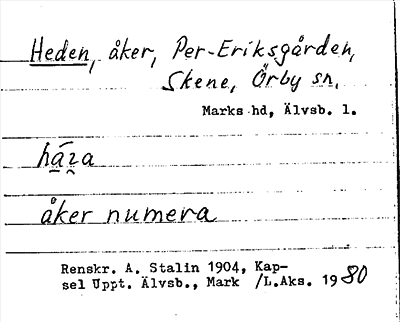 Heden, åker, Per-Eriksgården,
Skene, Örby sn,
Marks hd, Älvsb. l.
åker numera
Renskr. A. Stalin 1904, Kap-
sel Uppt. Älvsb., Mark /L.Aks. 1980